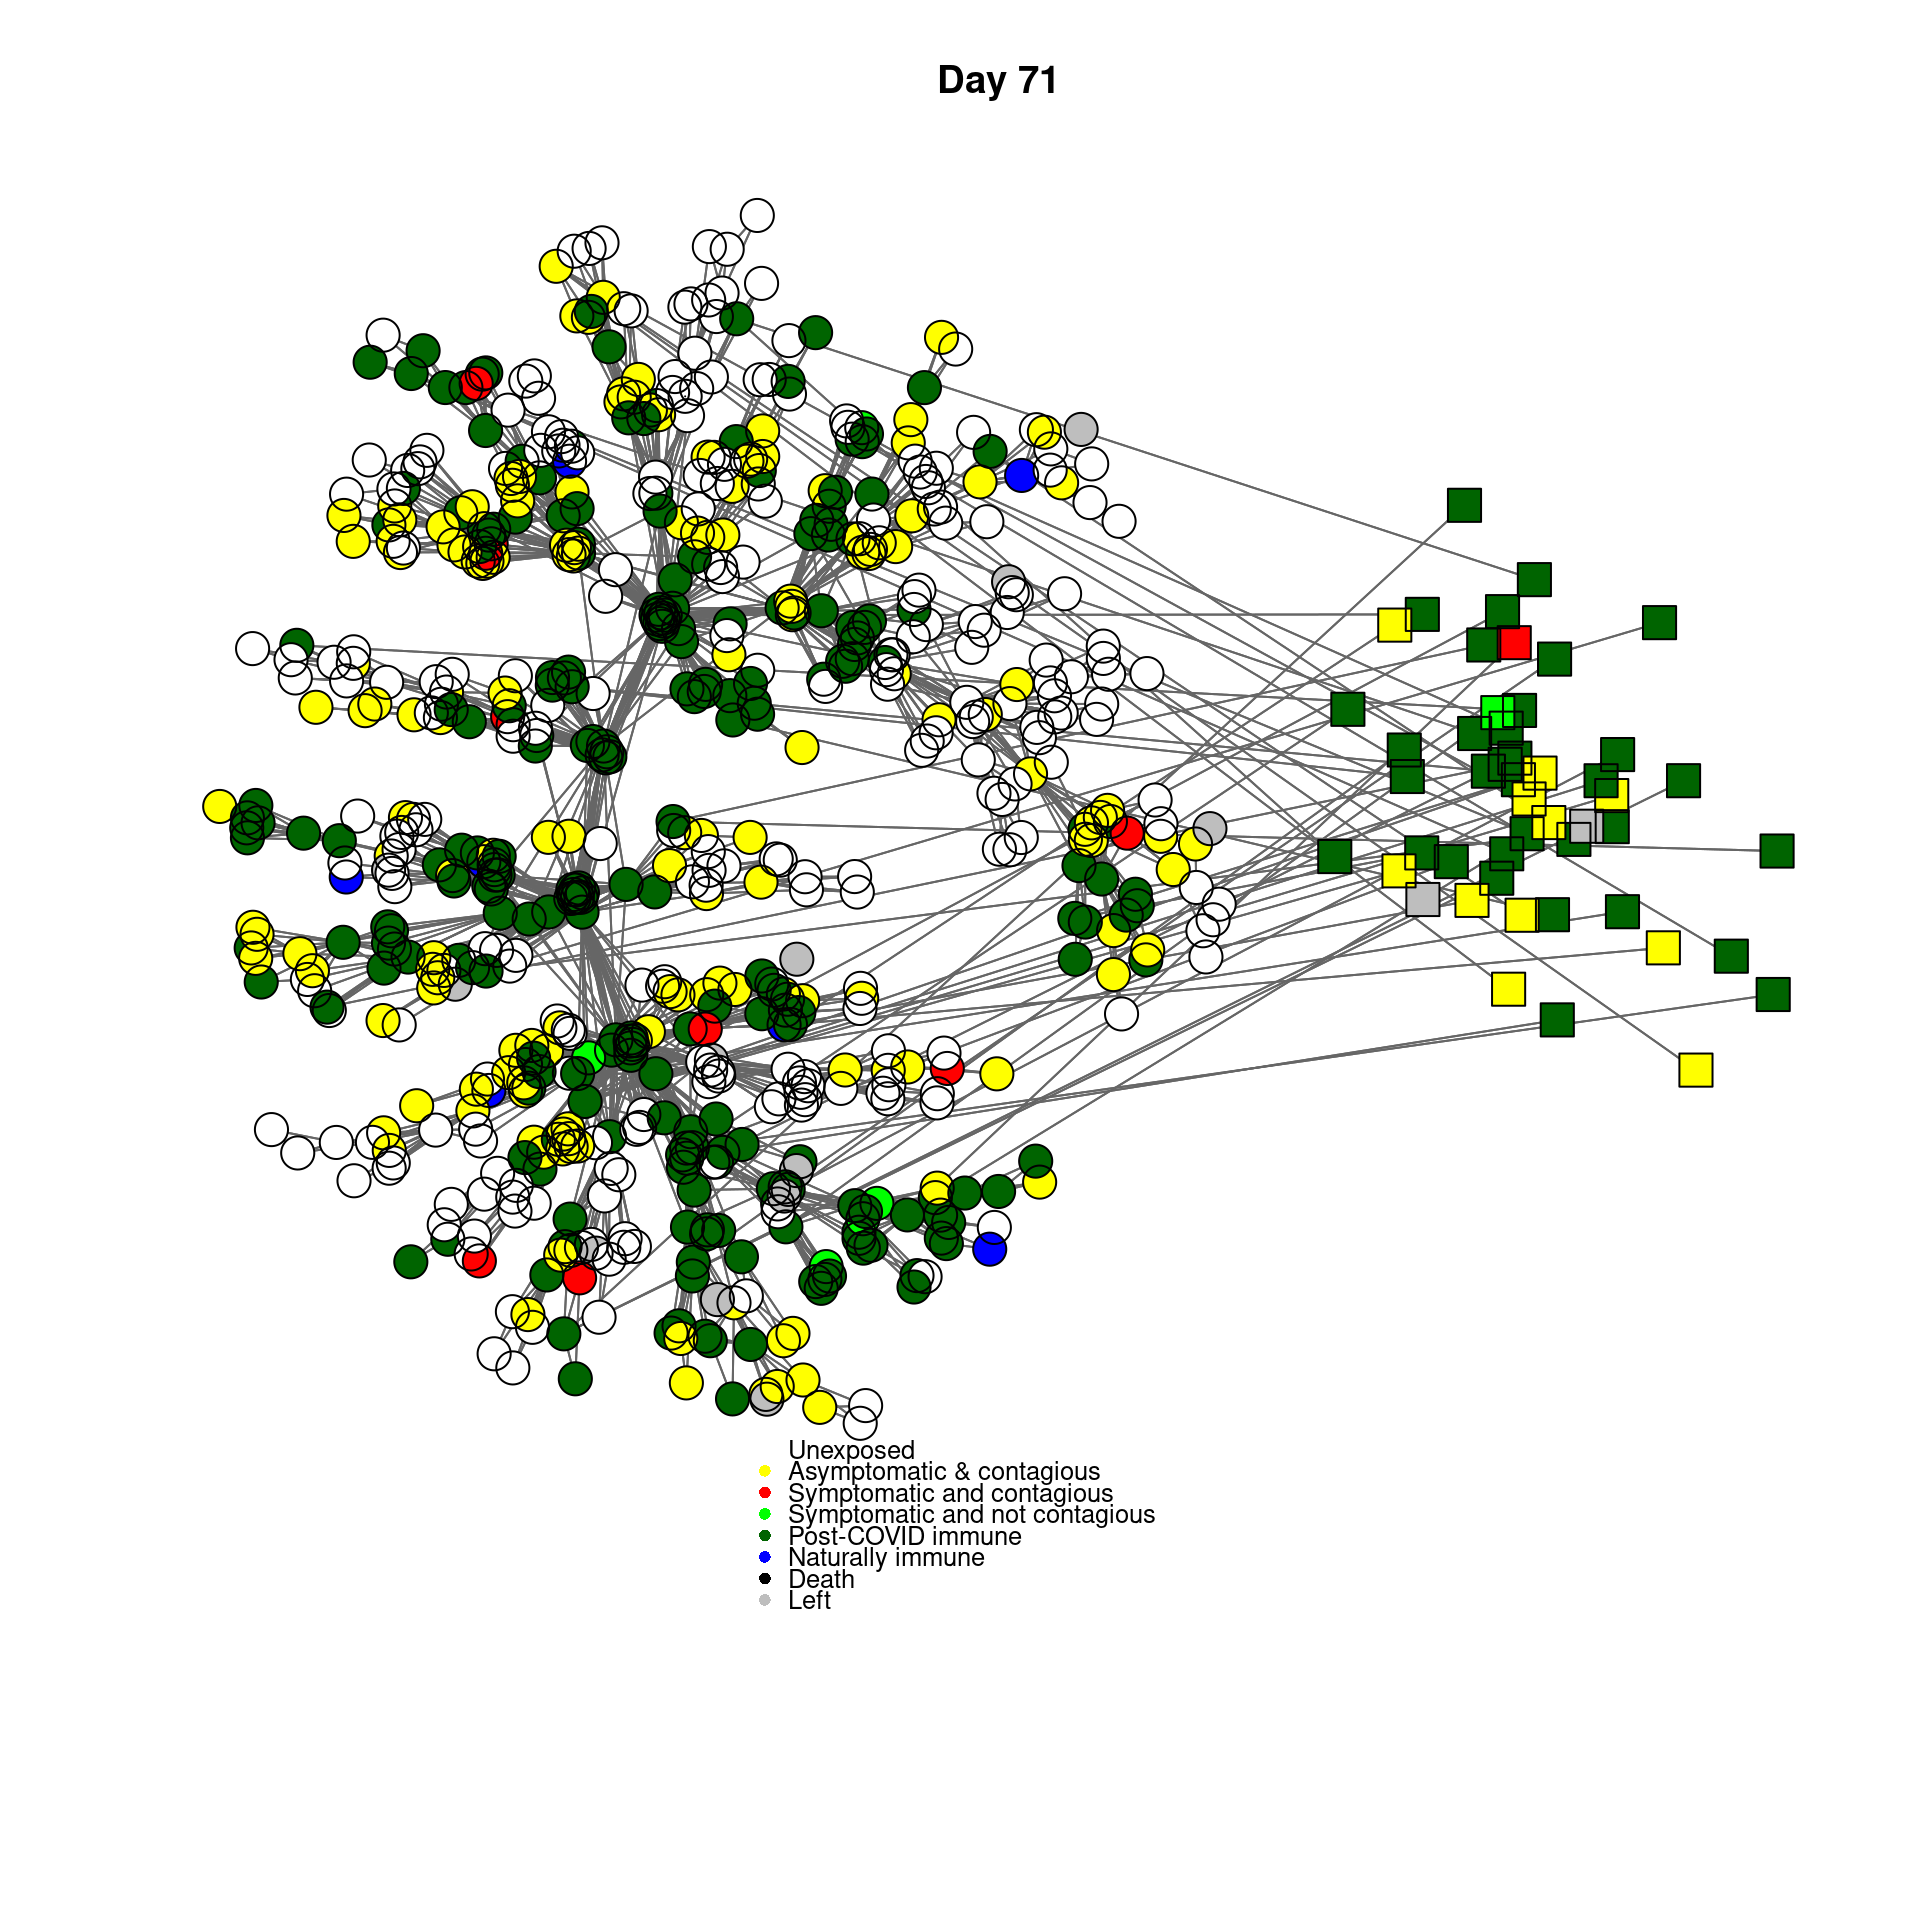 Day 71
Unexposed
Asymptomatic & contagious
Symptomatic and contagious
Symptomatic and not contagious
Post-COVID immune
Naturally immune
Death
Left